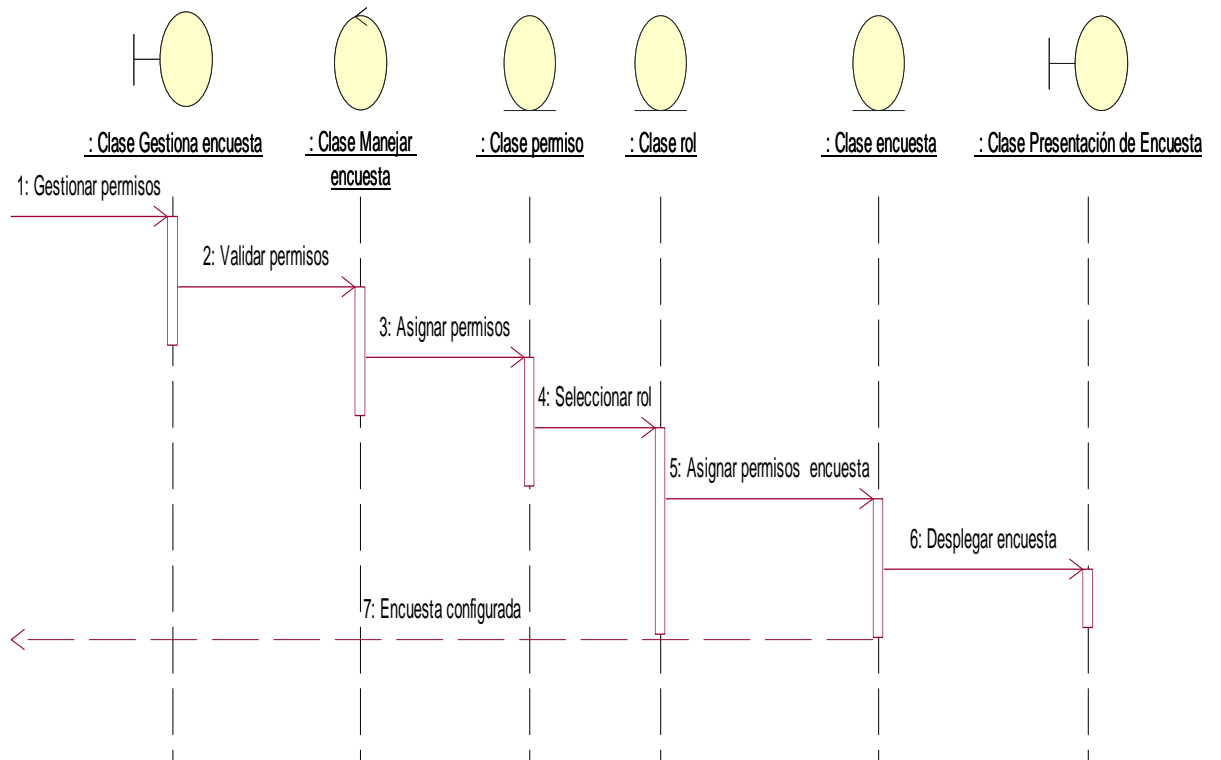 : Clase Gestiona encuesta
: Clase Manejar
encuesta
: Clase permiso
: Clase rol
: Clase encuesta
: Clase Presentación de Encuesta
1: Gestionar permisos
2: Validar permisos
3: Asignar permisos
4: Seleccionar rol
5: Asignar permisos encuesta
6: Desplegar encuesta
7: Encuesta configurada